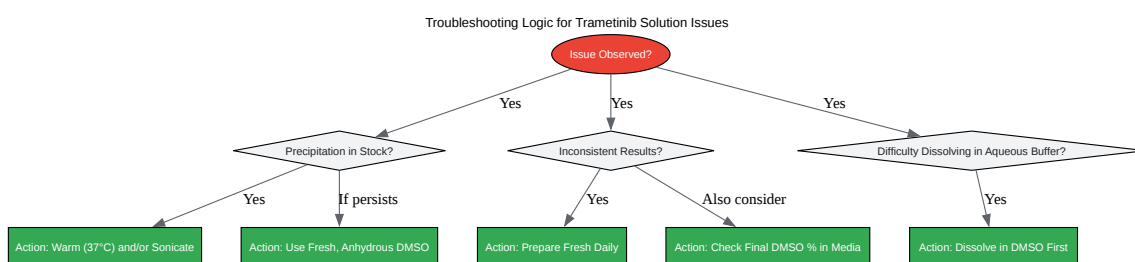 Troubleshooting Logic for Trametinib Solution Issues
Issue Observed?
Yes
Yes
Yes
Precipitation in Stock?
Inconsistent Results?
Difficulty Dissolving in Aqueous Buffer?
Yes
If persists
Yes
Also consider
Yes
Action: Warm (37°C) and/or Sonicate
Action: Use Fresh, Anhydrous DMSO
Action: Prepare Fresh Daily
Action: Check Final DMSO % in Media
Action: Dissolve in DMSO First